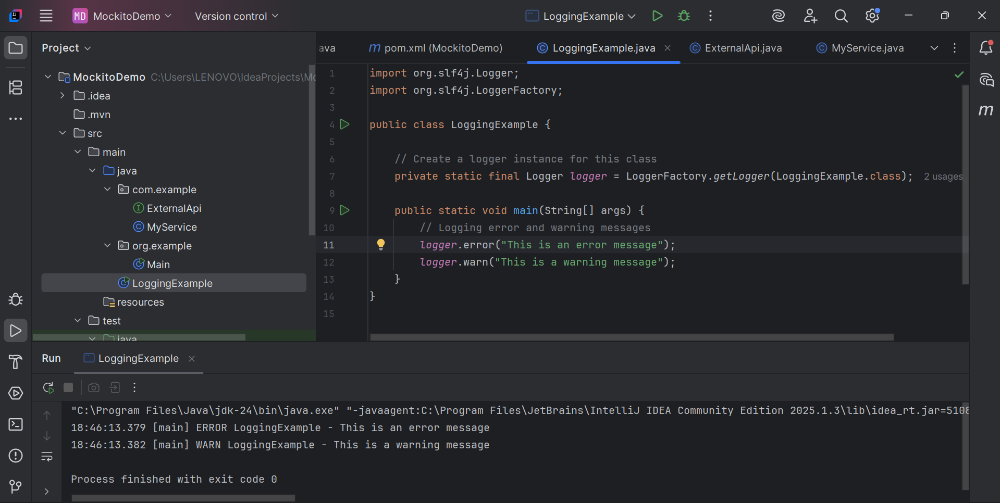 MD MockitoDemo Version control LoggingExample
Project
MockitoDemo C:\Users\LENOVO\IdeaProjects\Mo
.idea
.mvn
src
main
java
com.example
ExternalApi
MyService
org.example
Main
LoggingExample
resources
test
java
ava pom.xml (MockitoDemo) LoggingExample.java ExternalApi.java MyService.java
1 import org.slf4j.Logger;
2 import org.slf4j.LoggerFactory;
3
4 public class LoggingExample {
5
6 // Create a logger instance for this class
7 private static final Logger logger = LoggerFactory.getLogger(LoggingExample.class); 2 usages
8
9 public static void main(String[] args) {
10 // Logging error and warning messages
11 logger.error("This is an error message");
12 logger.warn("This is a warning message");
13 }
14 }
15
Run LoggingExample
"C:\Program Files\Java\jdk-24\bin\java.exe" "-javaagent:C:\Program Files\JetBrains\IntelliJ IDEA Community Edition 2025.1.3\lib\idea_rt.jar=5108
18:46:13.379 [main] ERROR LoggingExample - This is an error message
18:46:13.382 [main] WARN LoggingExample - This is a warning message
Process finished with exit code 0